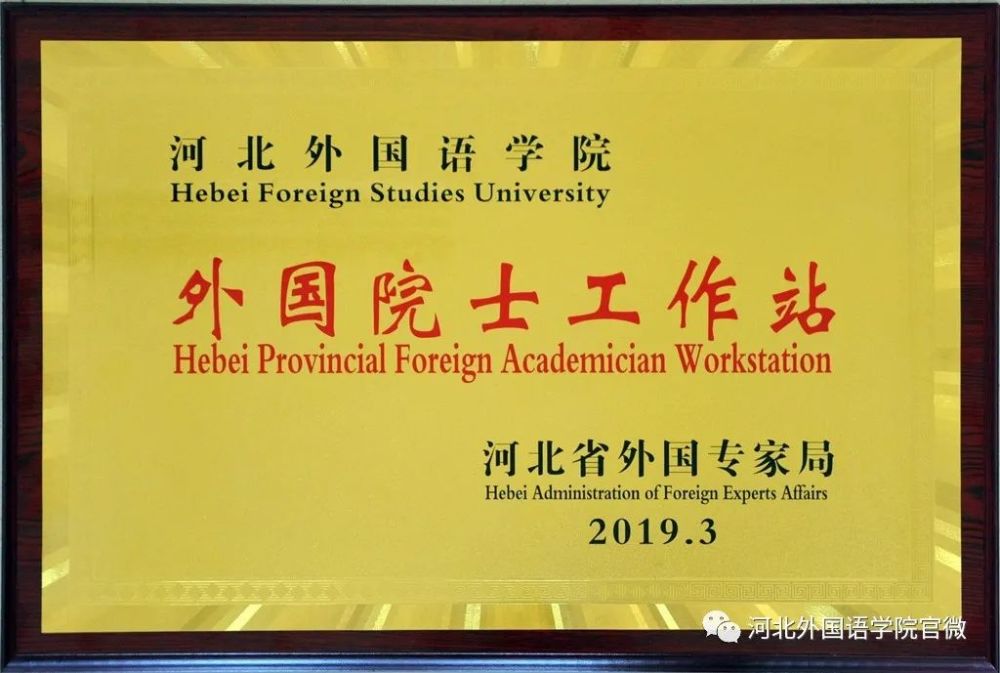 河北外国语学院
Hebei Foreign Studies University
外国院士工作站
Hebei Provincial Foreign Academician Workstation
河北省外国专家局
Hebei Administration of Foreign Experts Affairs
2019.3
河北外国语学院官微